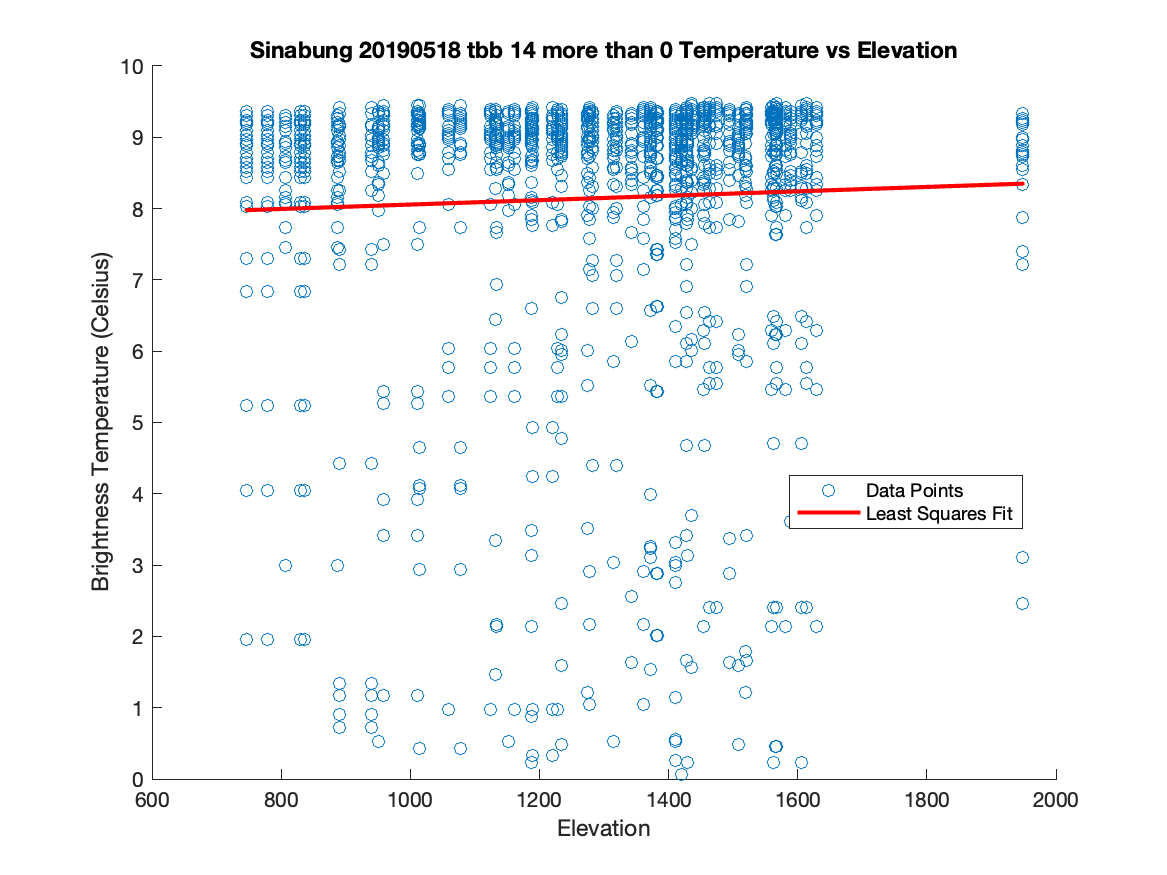 Sinabung 20190518 tbb 14 more than 0 Temperature vs Elevation
10
9
8
7
6
5
4
3
2
1
0
Brightness Temperature (Celsius)
Data Points
Least Squares Fit
600 800 1000 1200 1400 1600 1800 2000
Elevation